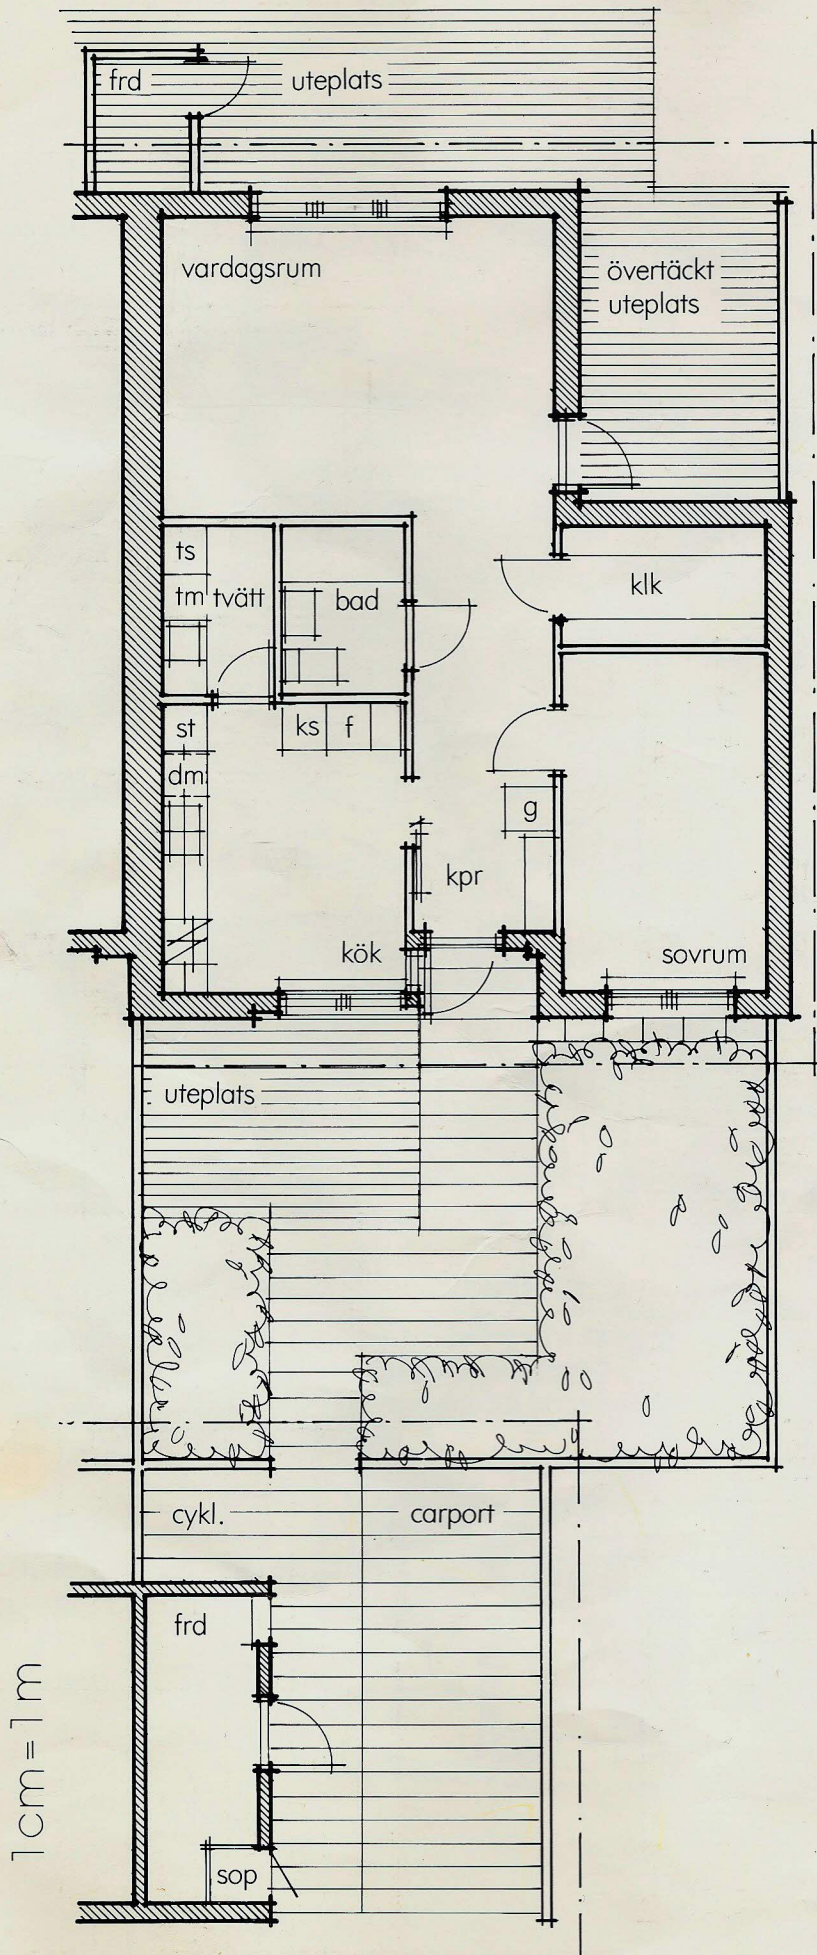 frd
uteplats
vardagsrum
övertäckt
uteplats
ts
tm tvätt
bad
klk
st
ks
f
dm
g
kpr
kök
sovrum
uteplats
cykl.
carport
frd
1cm=1m
sop